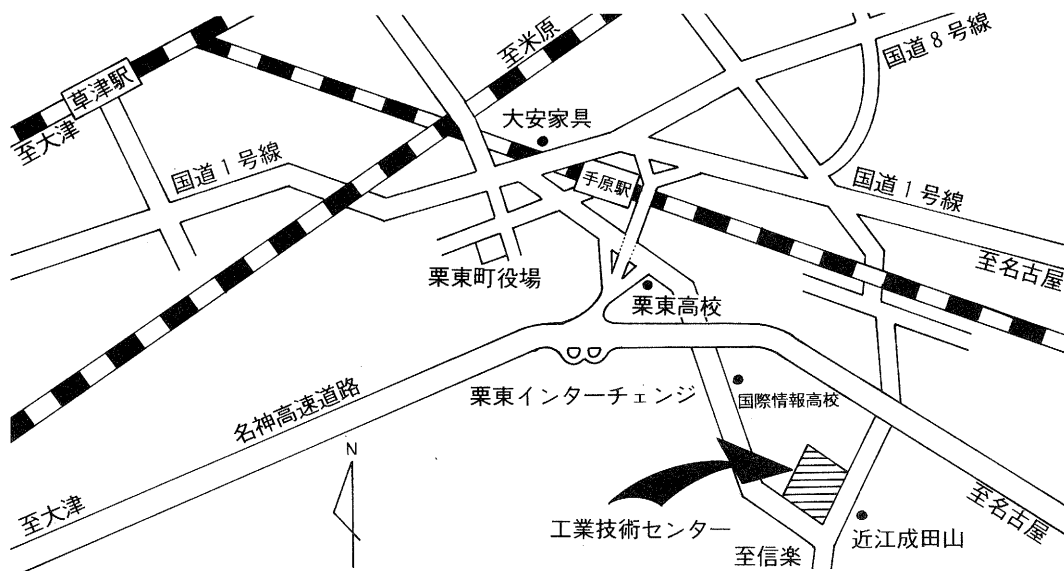 至米原
国道8号線
草津駅
至大津
大安家具
国道1号線
手原駅
国道1号線
至名古屋
栗東町役場
栗東高校
栗東インターチェンジ
国際情報高校
名神高速道路
N
至大津
工業技術センター
至名古屋
近江成田山
至信楽